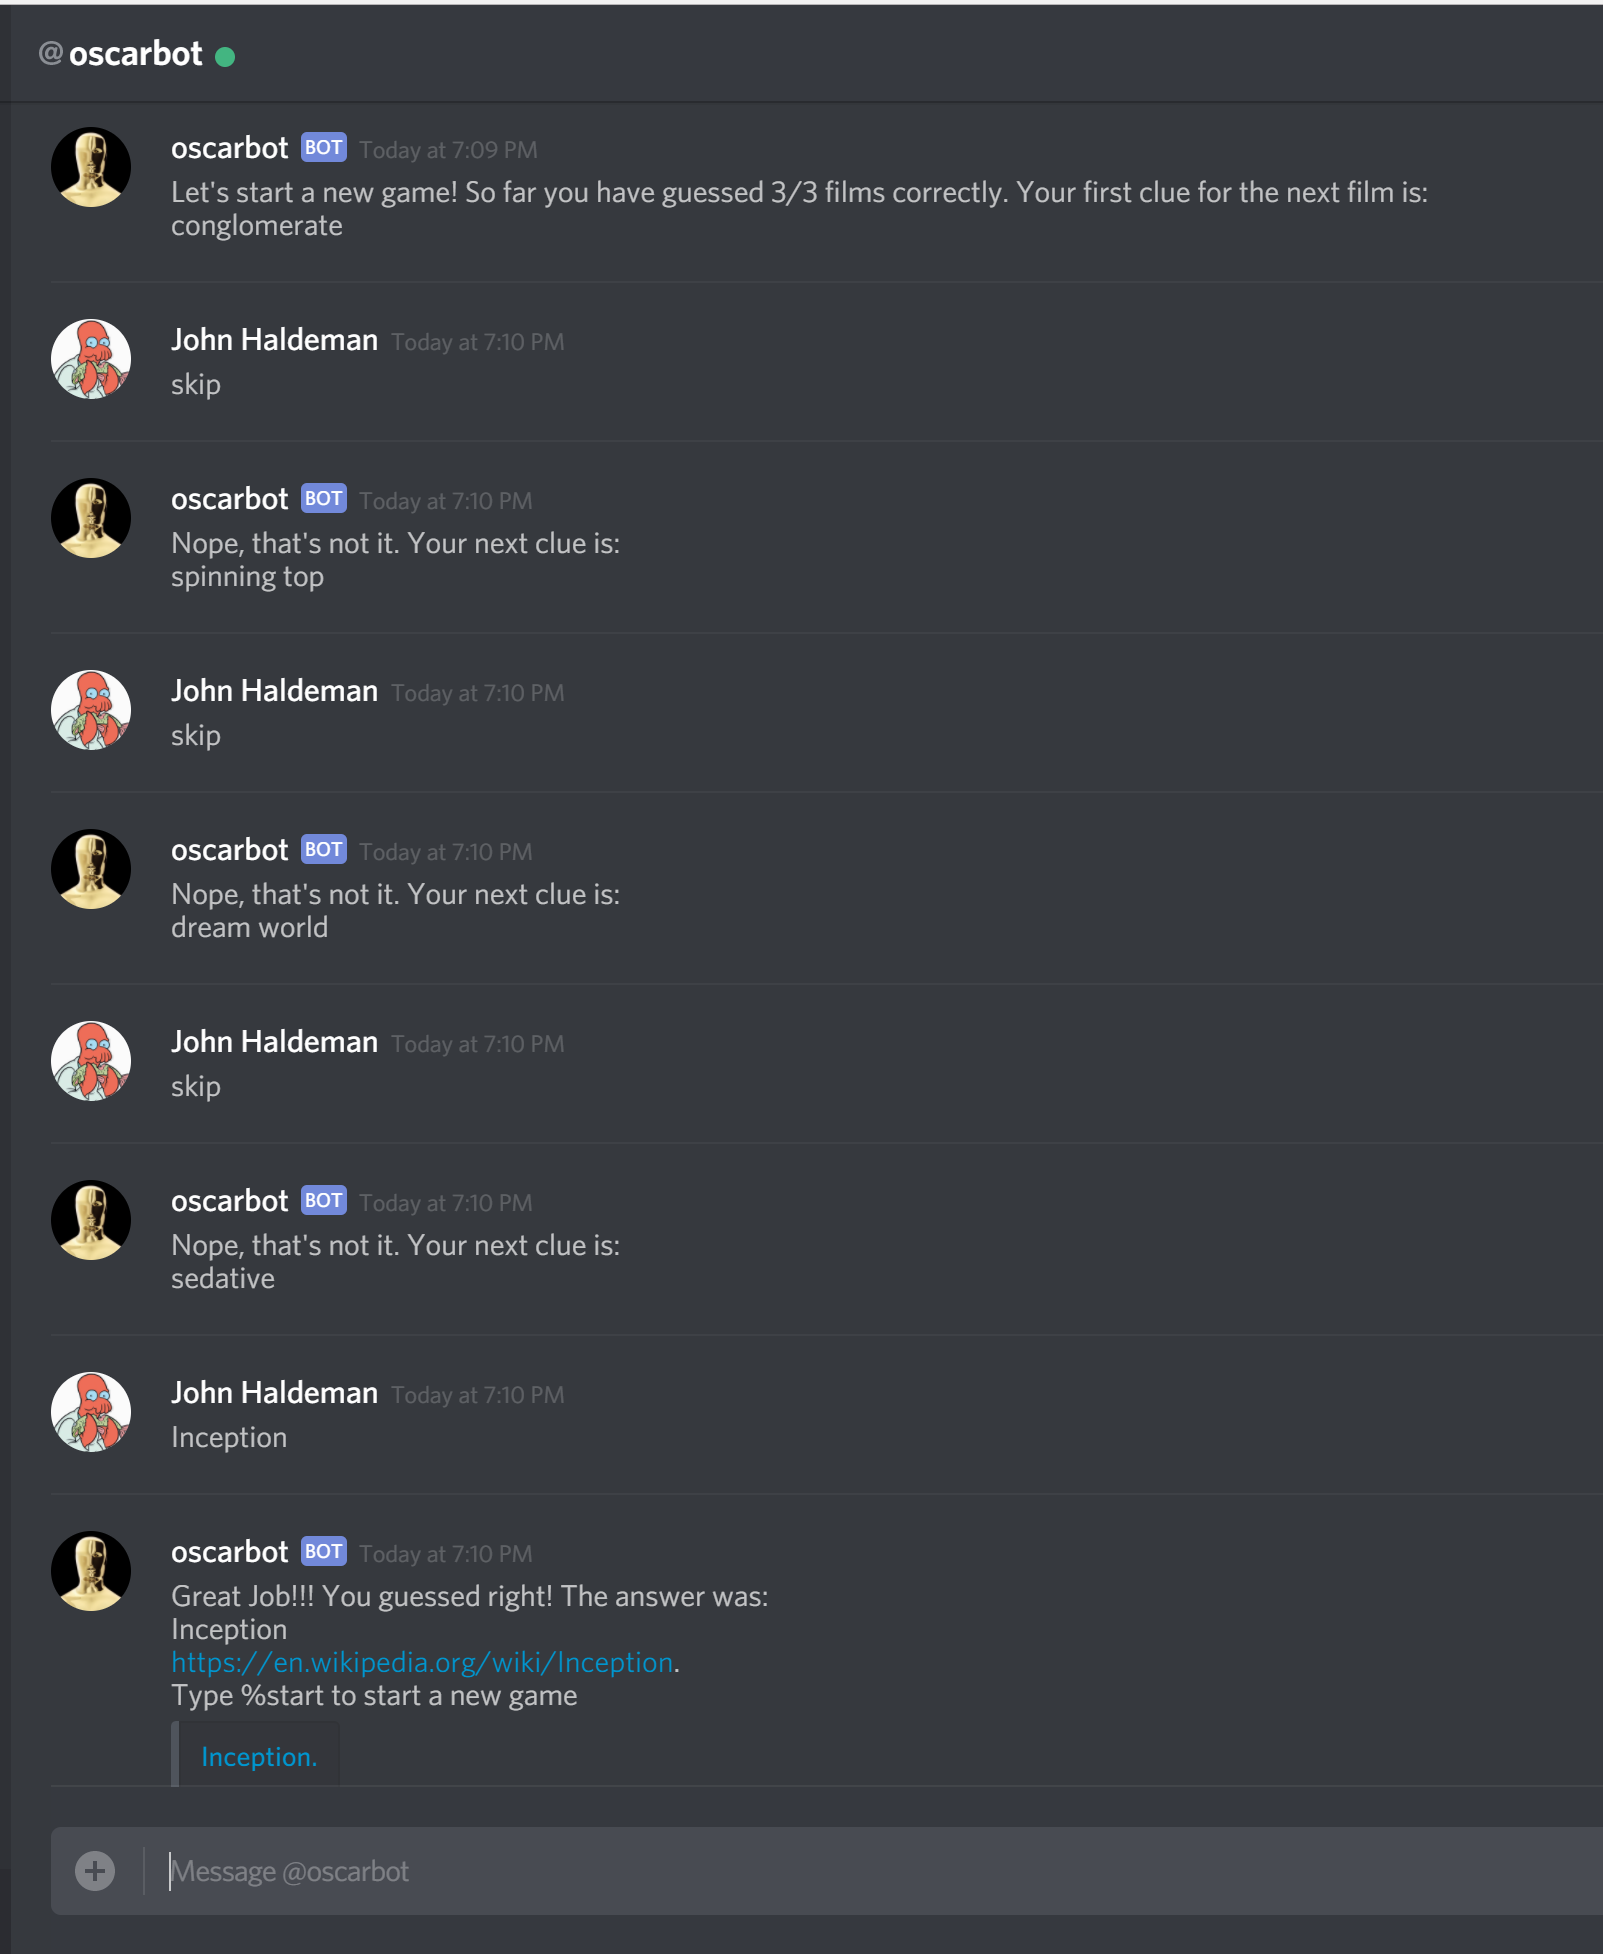 @oscarbot
oscarbot BOT Today at 7:09 PM
Let's start a new game! So far you have guessed 3/3 films correctly. Your first clue for the next film is:
conglomerate
John Haldeman Today at 7:10 PM
skip
oscarbot BOT Today at 7:10 PM
Nope, that's not it. Your next clue is:
spinning top
John Haldeman Today at 7:10 PM
skip
oscarbot BOT Today at 7:10 PM
Nope, that's not it. Your next clue is:
dream world
John Haldeman Today at 7:10 PM
skip
oscarbot BOT Today at 7:10 PM
Nope, that's not it. Your next clue is:
sedative
John Haldeman Today at 7:10 PM
Inception
oscarbot BOT Today at 7:10 PM
Great Job!!! You guessed right! The answer was:
Inception
https://en.wikipedia.org/wiki/Inception.
Type %start to start a new game
Inception.
Message @oscarbot